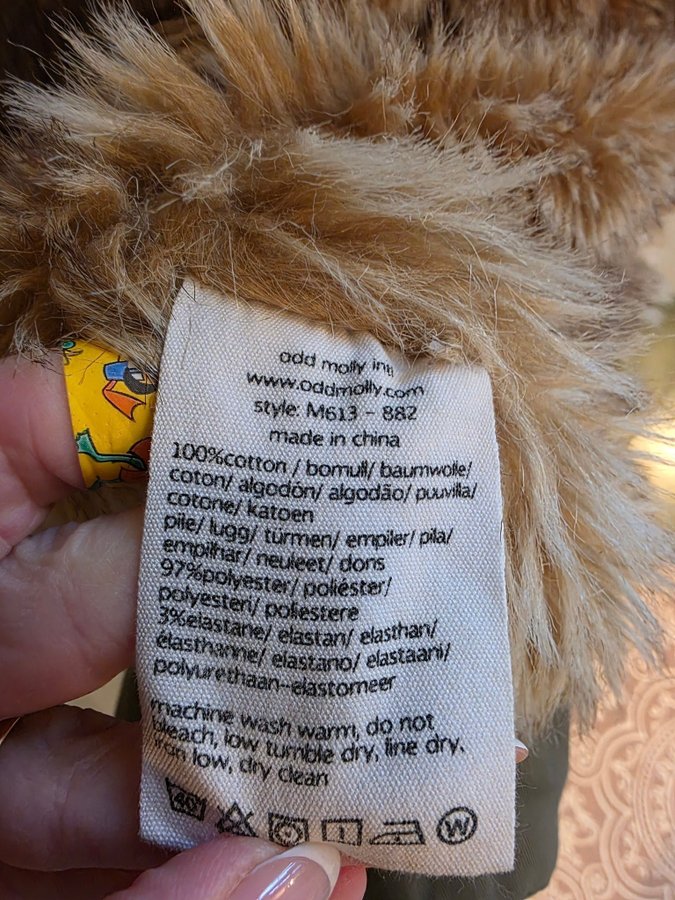 odd molly int
www.oddmolly.com
style: M613 - 882
made in china
100%cotton / bomull/ baumwolle/
coton/ algodón/ algodão/ puuvilla/
cotone/ katoen
pile/ lugg/ türmen/ empiler/ pila/
empilhar/ neuleet/ dons
97%polyester/ poliéster/
polyesteri/ poliestere
3%elastane/ elastan/ elasthan/
élasthanne/ elastano/ elastaani/
polyurethaan-elastomeer
machine wash warm, do not
bleach, low tumble dry, line dry,
iron low, dry clean
40 W